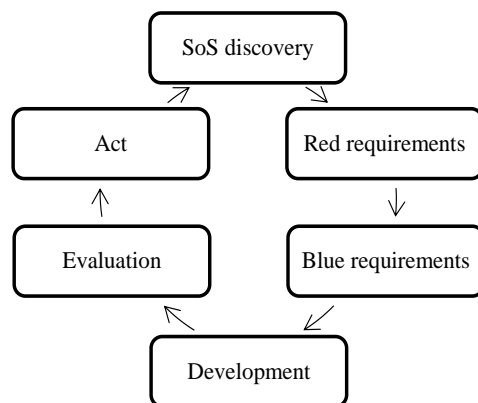 SoS discovery
Red requirements
Blue requirements
Development
Evaluation
Act